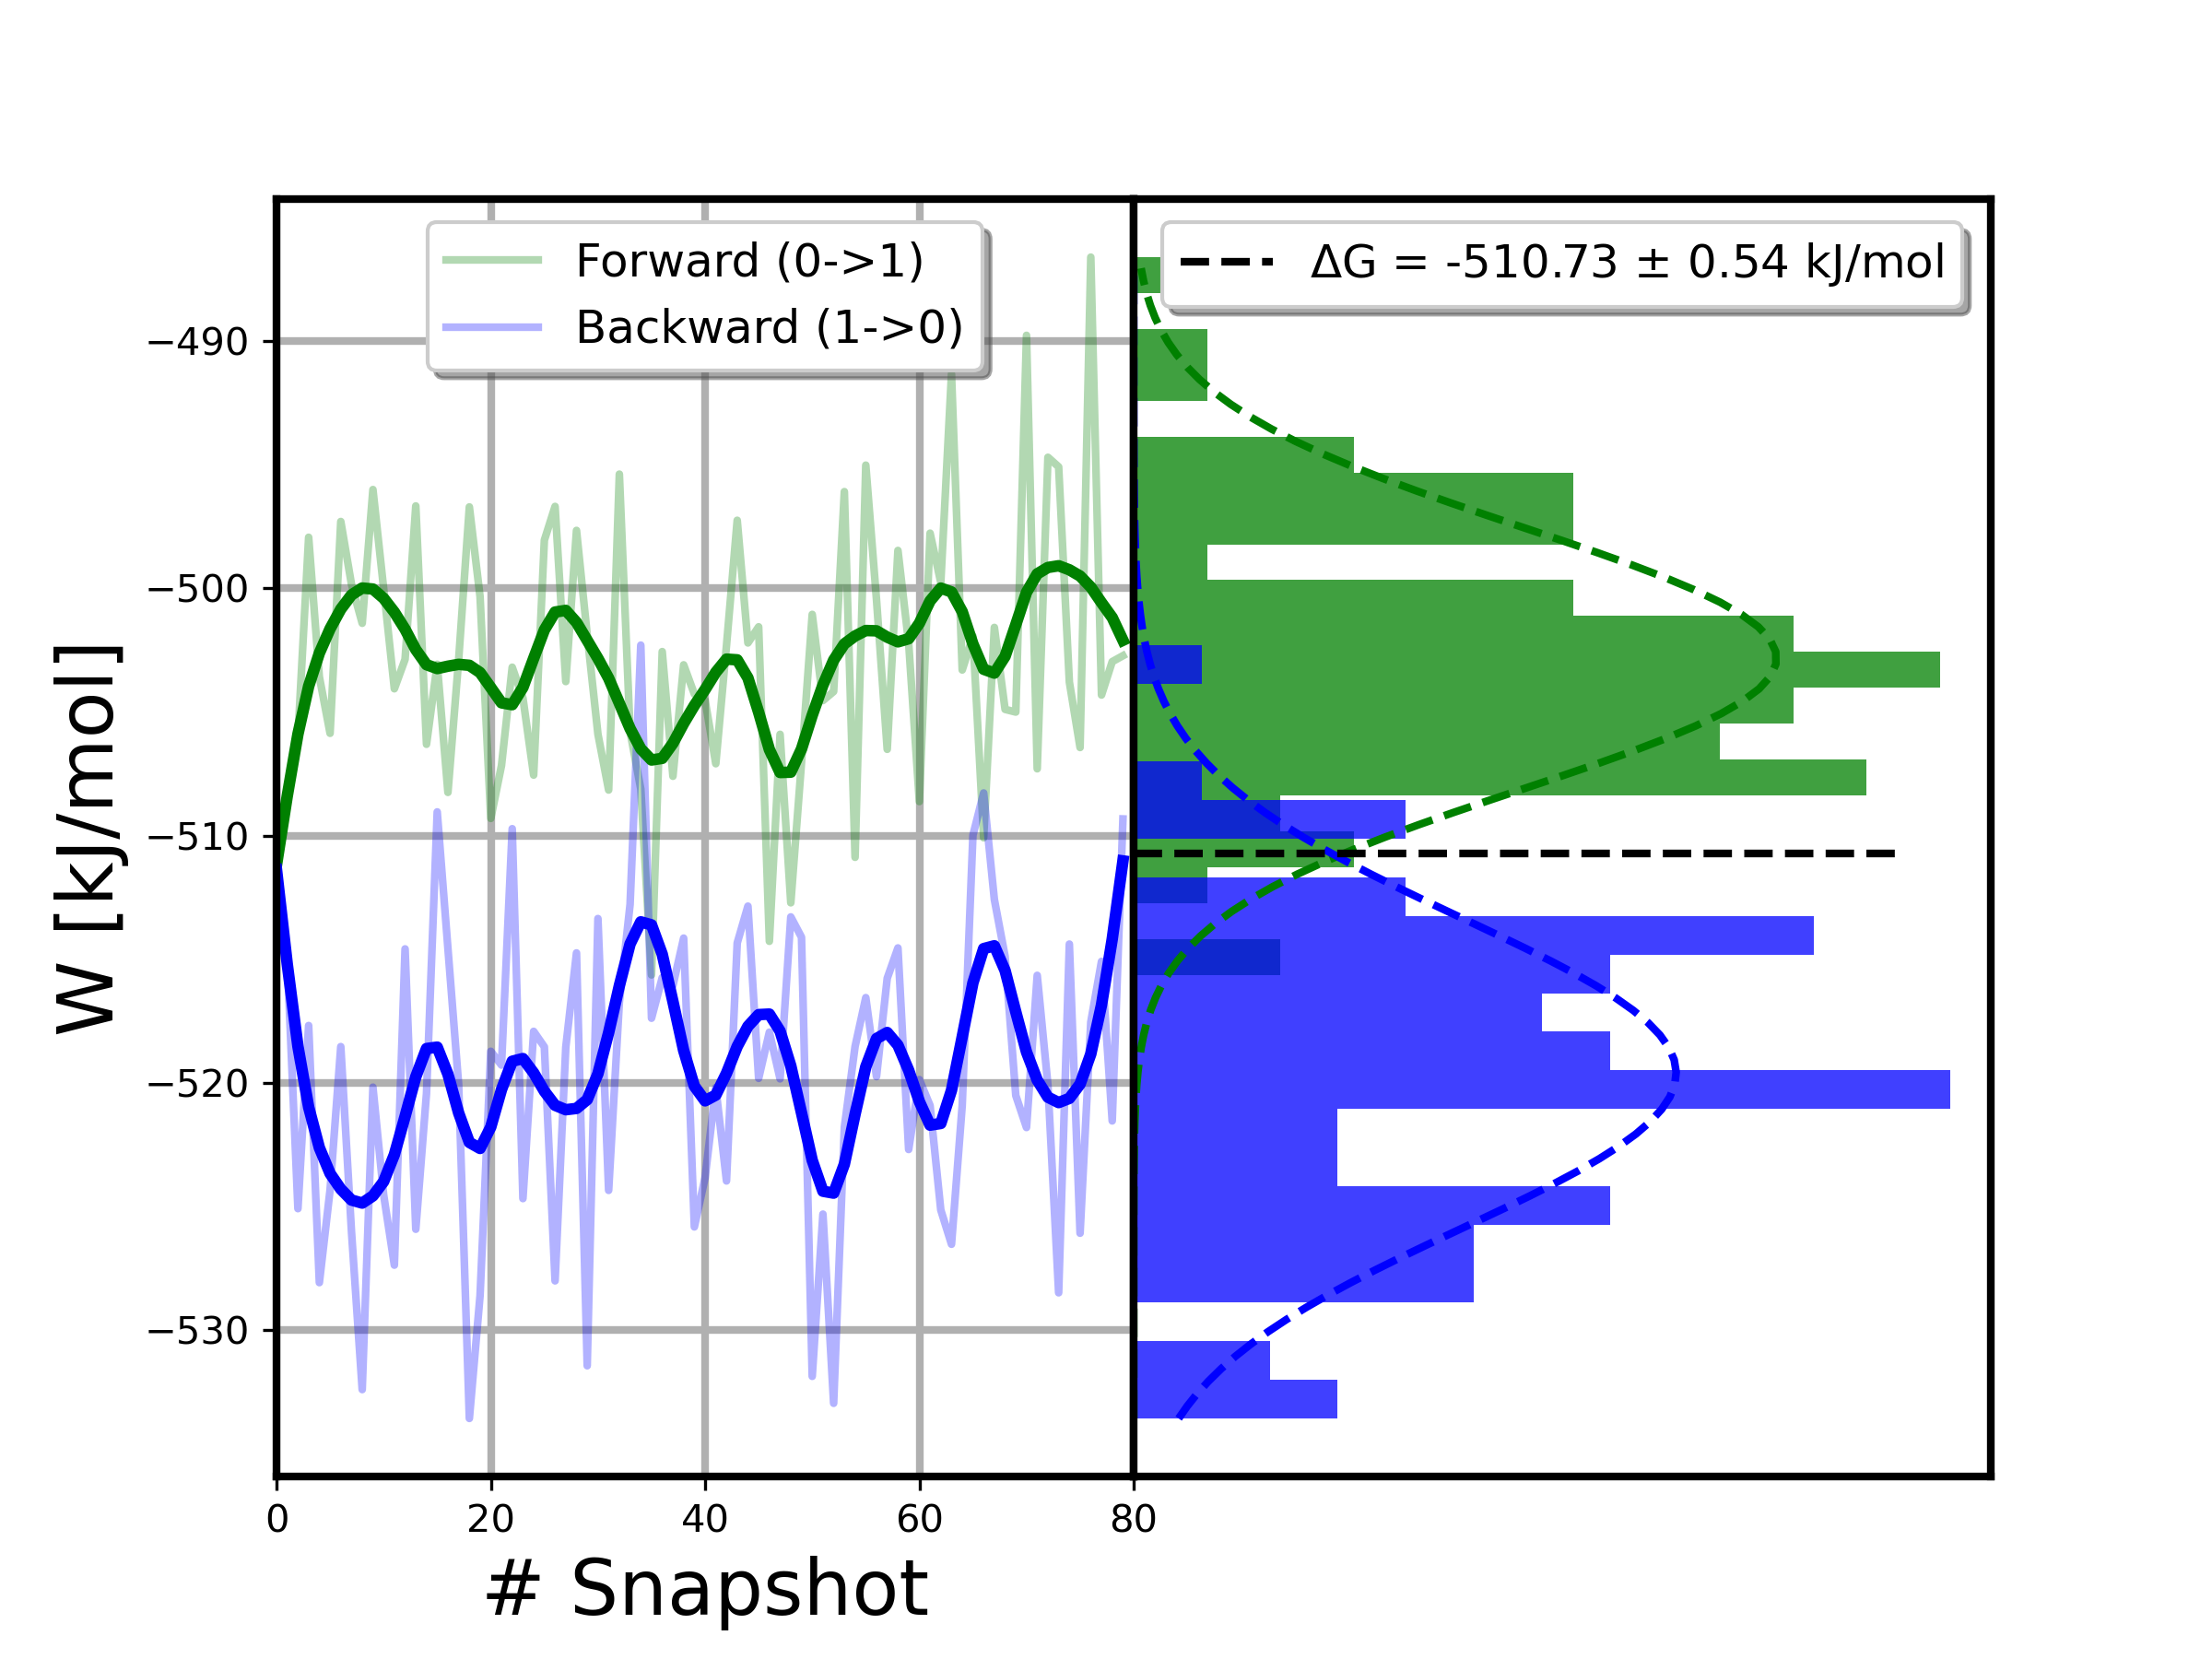 Forward (0->1)
Backward (1->0)
ΔG = -510.73 ± 0.54 kJ/mol
W [kJ/mol]
−490
−500
−510
−520
−530
0 20 40 60 80
# Snapshot